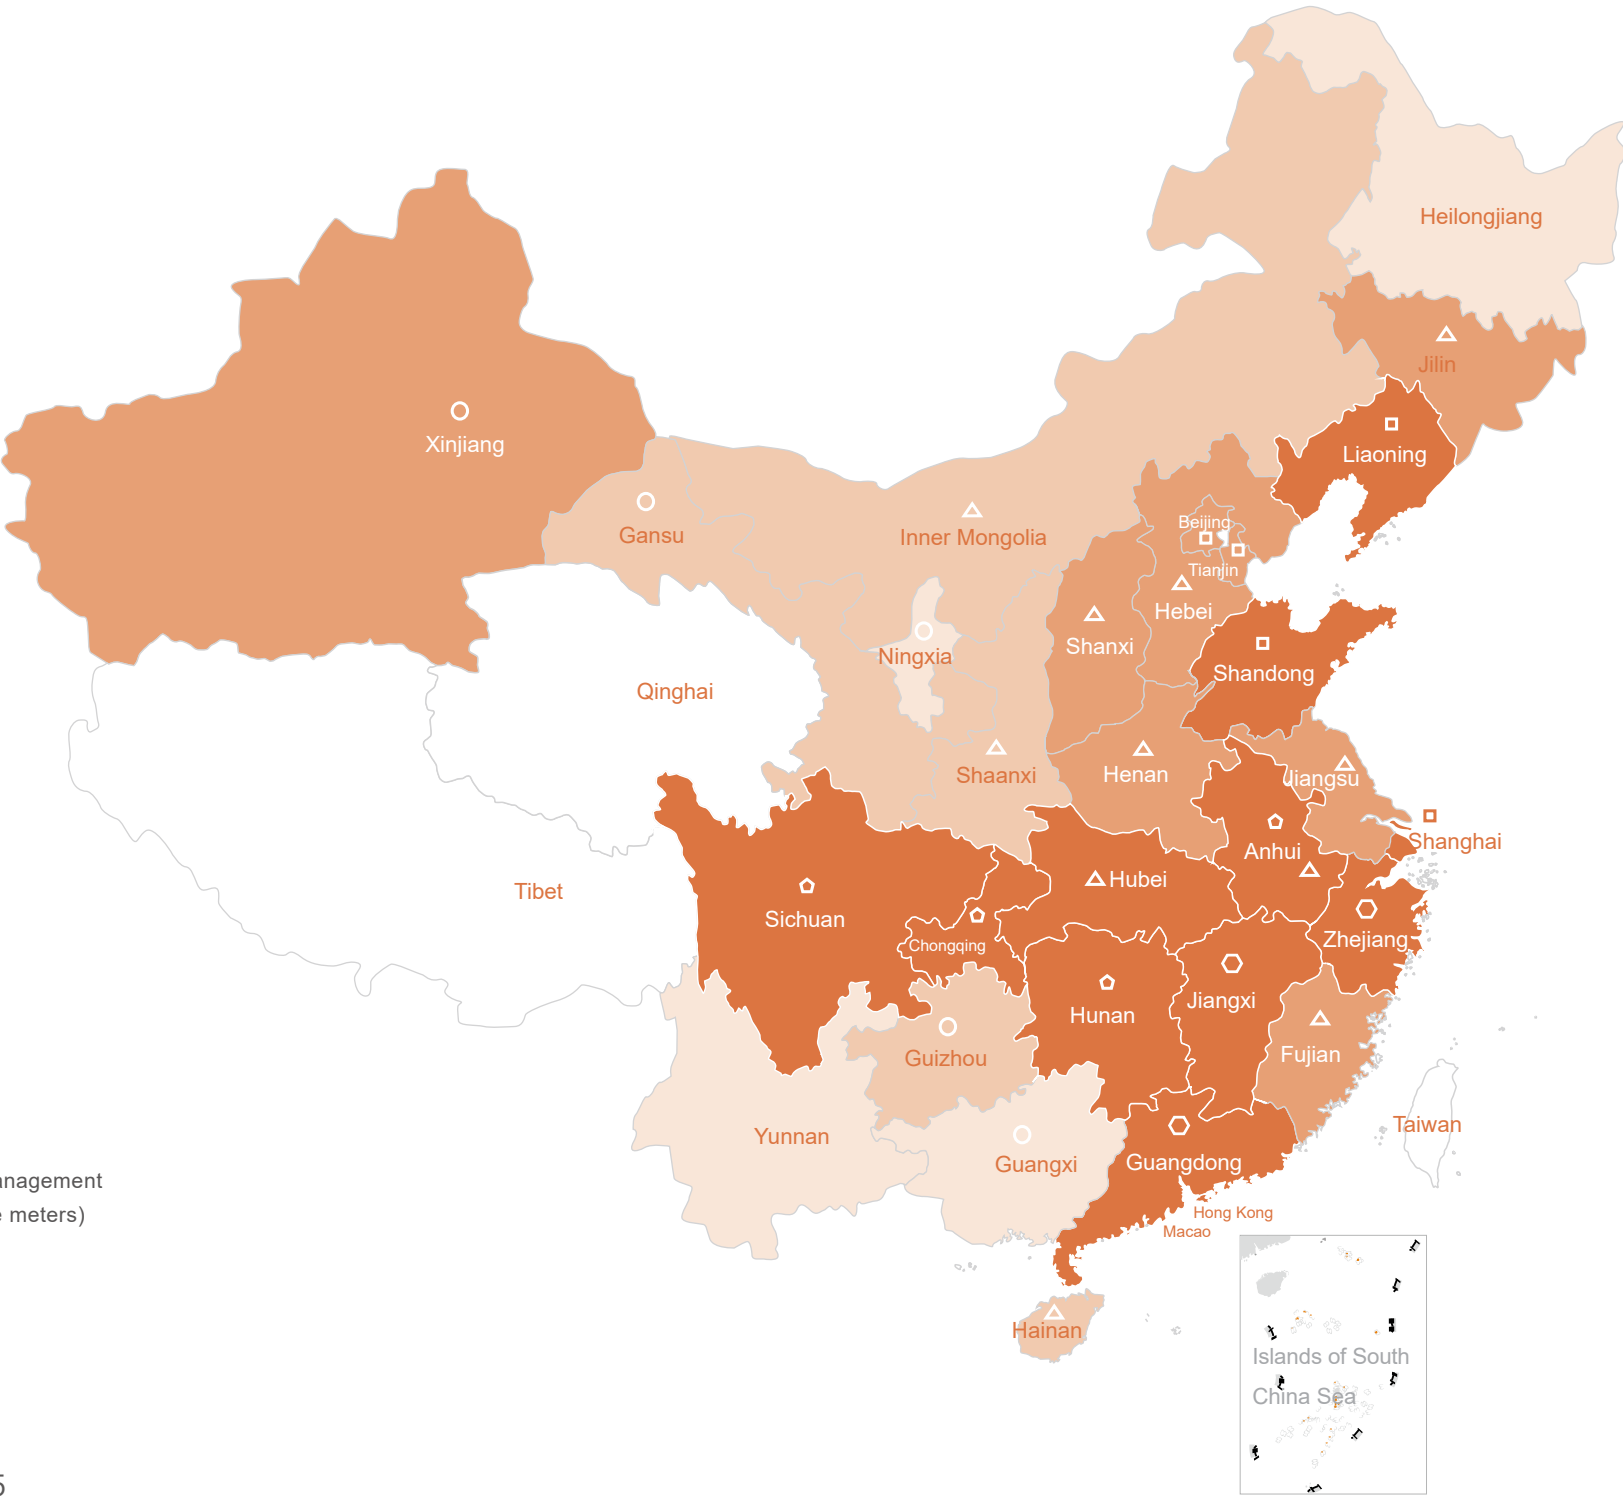 Heilongjiang
Jilin
Liaoning
Xinjiang
Gansu
Inner Mongolia
Beijing
Tianjin
Hebei
Shanxi
Ningxia
Shandong
Qinghai
Shaanxi
Henan
Jiangsu
Shanghai
Anhui
Hubei
Tibet
Sichuan
Chongqing
Zhejiang
Jiangxi
Hunan
Guizhou
Fujian
Taiwan
Yunnan
Guangxi
Guangdong
anagement
meters)
Hong Kong
Macao
Hainan
Islands of South
China Sea